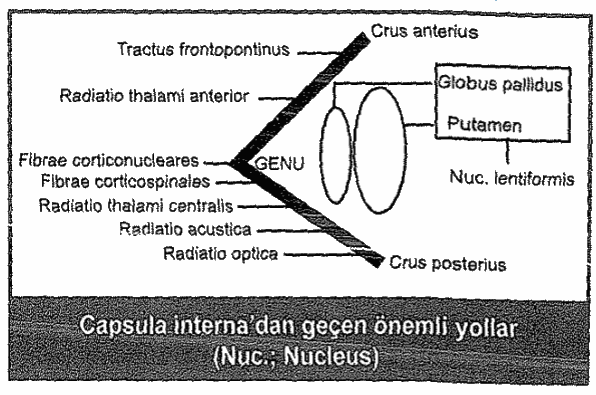 Crus anterius
Tractus frontopontinus
Radiatio thalami anterior
Globus pallidus
Putamen
Nuc. lentiformis
Fibrae corticonucleares
GENU
Fibrae corticospinales
Radiatio thalami centralis
Radiatio acustica
Radiatio optica
Crus posterius
Capsula interna'dan geçen önemli yollar
(Nuc.; Nucleus)